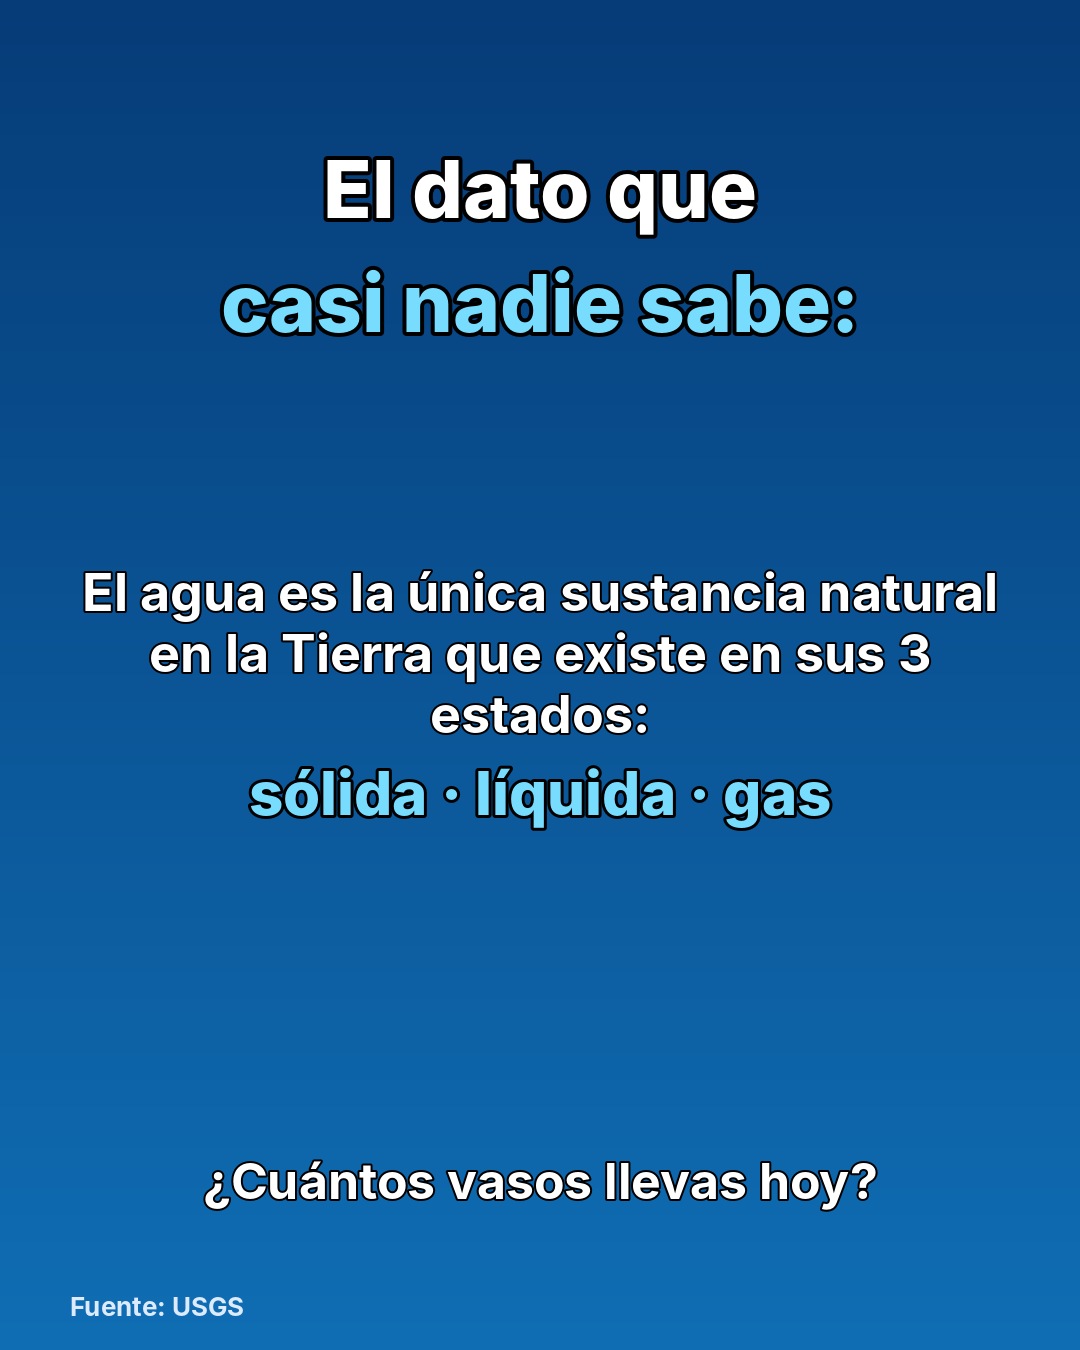 El dato que
casi nadie sabe:
El agua es la única sustancia natural
en la Tierra que existe en sus 3
estados:
sólida · líquida · gas
¿Cuántos vasos llevas hoy?
Fuente: USGS